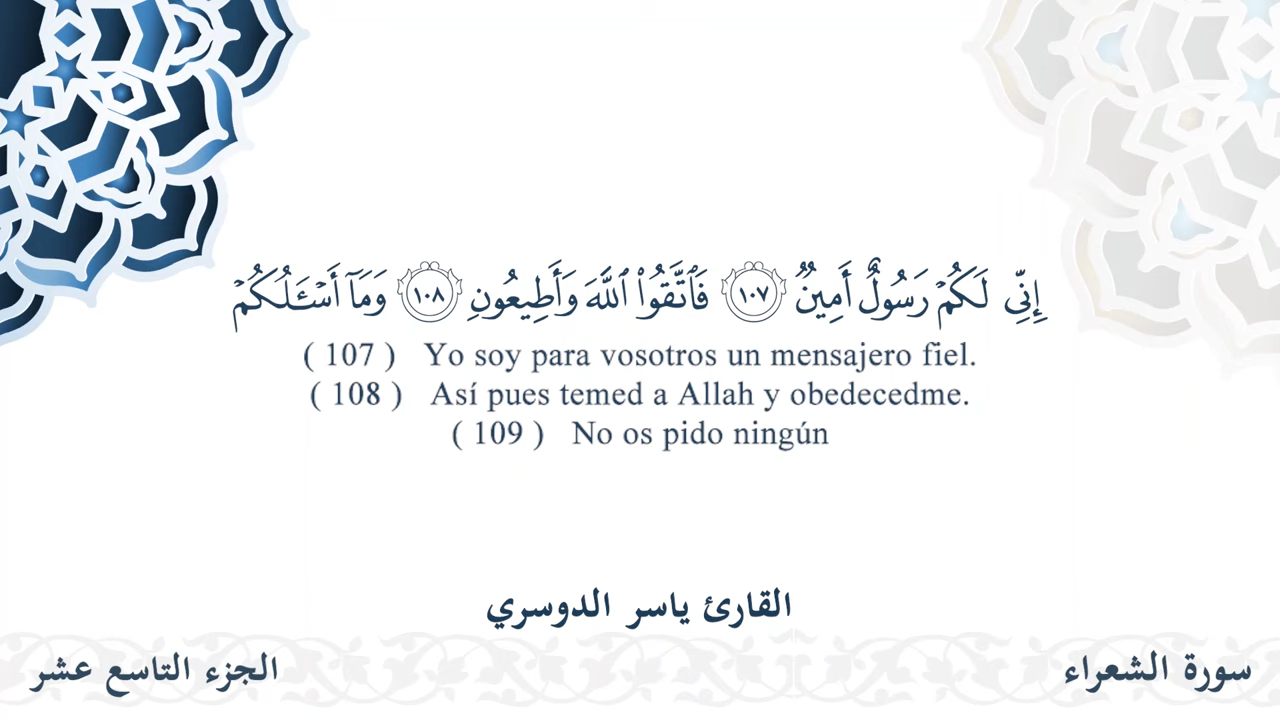 إِنِّي لَكُمْ رَسُولٌ أَمِينٌ ١٠٧ فَٱتَّقُوا۟ ٱللَّهَ وَأَطِيعُونِ ١٠٨ وَمَآ أَسْـَٔلُكُمْ
( 107 ) Yo soy para vosotros un mensajero fiel.
( 108 ) Así pues temed a Allah y obedecedme.
( 109 ) No os pido ningún
القارئ ياسر الدوسري
سورة الشعراء
الجزء التاسع عشر